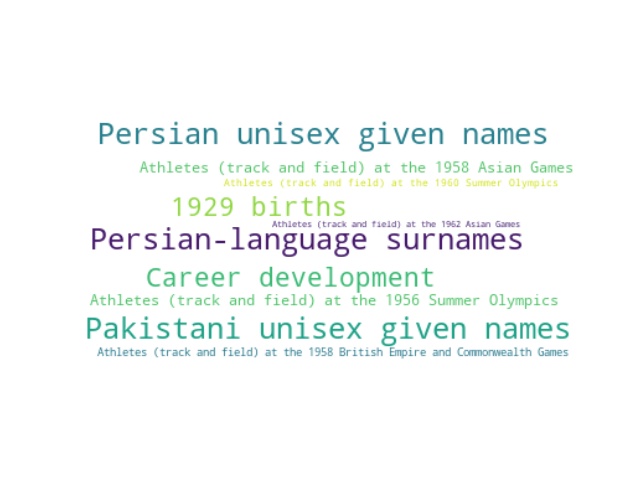 Persian unisex given names
Athletes (track and field) at the 1958 Asian Games
Athletes (track and field) at the 1960 Summer Olympics
1929 births
Athletes (track and field) at the 1962 Asian Games
Persian-language surnames
Career development
Athletes (track and field) at the 1956 Summer Olympics
Pakistani unisex given names
Athletes (track and field) at the 1958 British Empire and Commonwealth Games